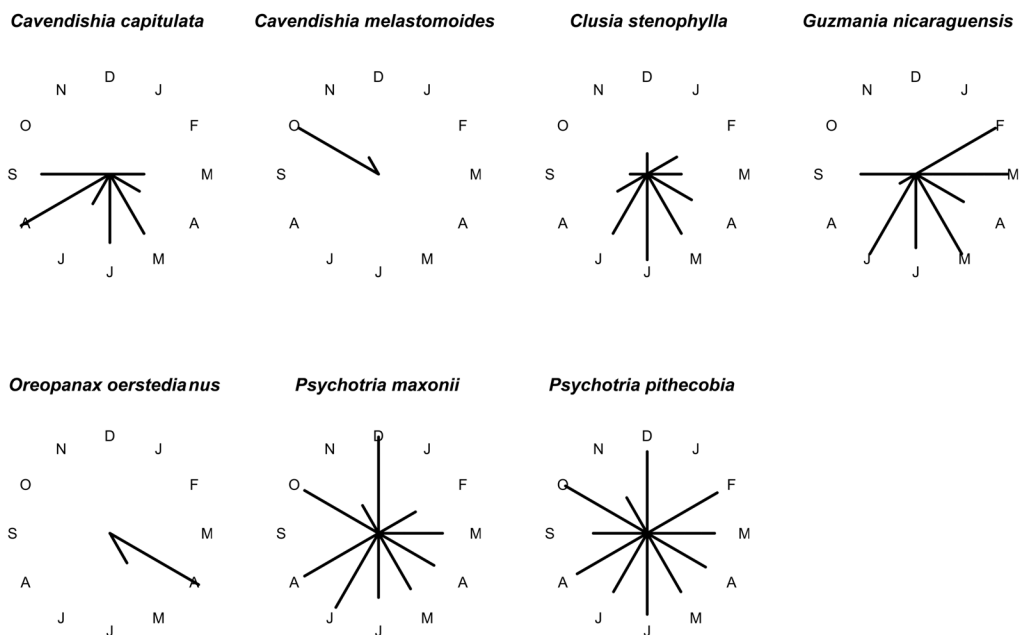 Cavendishia capitulata Cavendishia melastomoides Clusia stenophylla Guzmania nicaraguensis
D D D D
N J N J N J N J
O F O F O F O F
S M S M S M S M
A A A A A A A A
J M J M J M J M
J J J J
Oreopanax oerstedianus Psychotria maxonii Psychotria pithecobia
D D D
N J N J N J
O F O F O F
S M S M S M
A A A A A A
J M J M J M
J J J